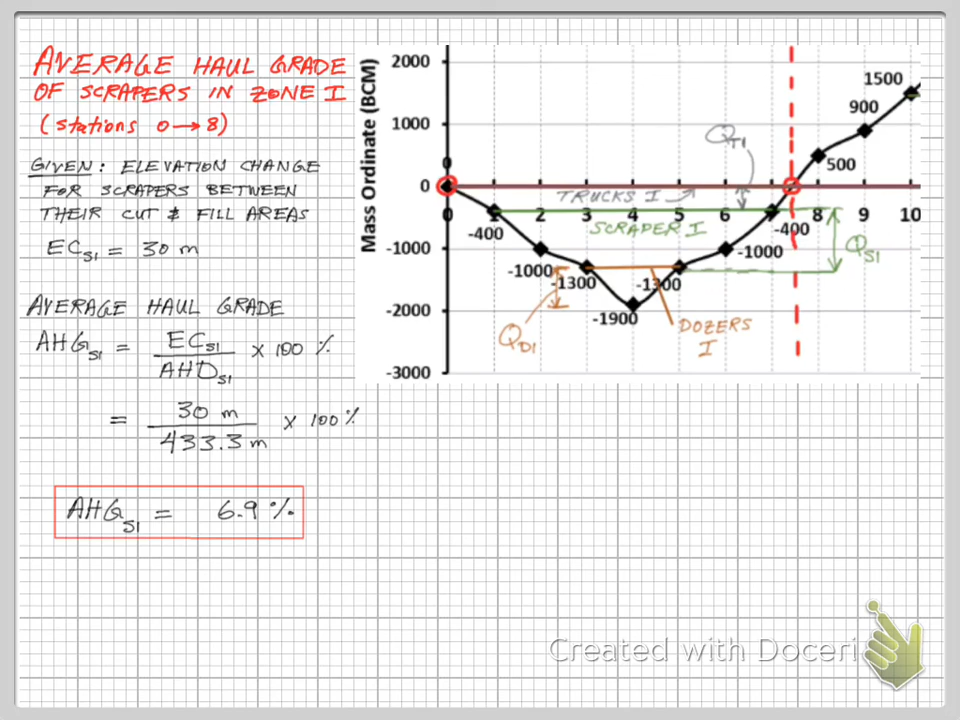 AVERAGE HAUL GRADE
OF SCRAPERS IN ZONE I
(stations 0→8)
GIVEN: ELEVATION CHANGE
FOR SCRAPERS BETWEEN
THEIR CUT & FILL AREAS
EC_S1 = 30 m
AVERAGE HAUL GRADE
AHG_S1 = EC_S1 / AHD_S1 × 100 %
= 30 m / 433.3 m × 100 %
AHG_S1 = 6.9 %
Mass Ordinate (BCM)
2000
1000
0
-1000
-2000
-3000
0 1 2 3 4 5 6 7 8 9 10
0
-400
-1000
-1300
-1900
-1300
-1000
-400
500
900
1500
Q_T1
TRUCKS I
SCRAPER I
Q_S1
Q_D1
DOZERS
I
Created with Doceri